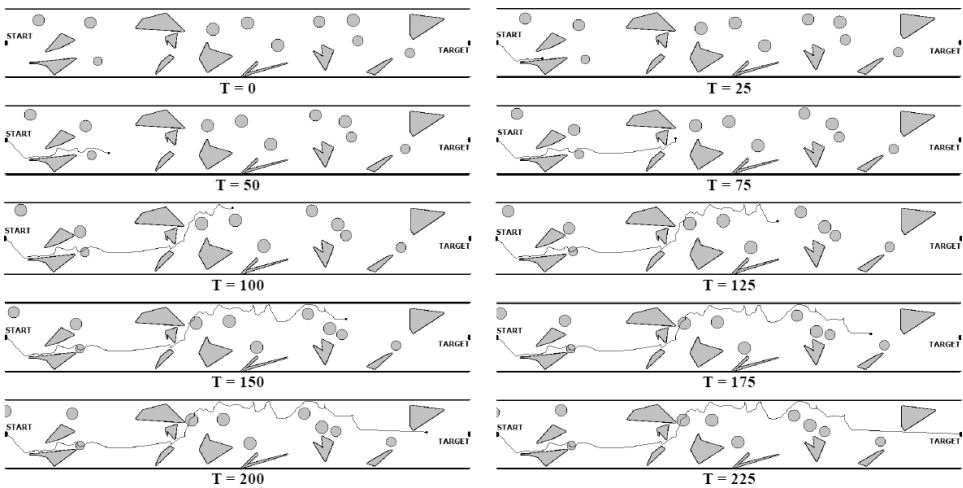 START
TARGET
T = 0
START
TARGET
T = 25
START
TARGET
T = 50
START
TARGET
T = 75
START
TARGET
T = 100
START
TARGET
T = 125
START
TARGET
T = 150
START
TARGET
T = 175
START
TARGET
T = 200
START
TARGET
T = 225